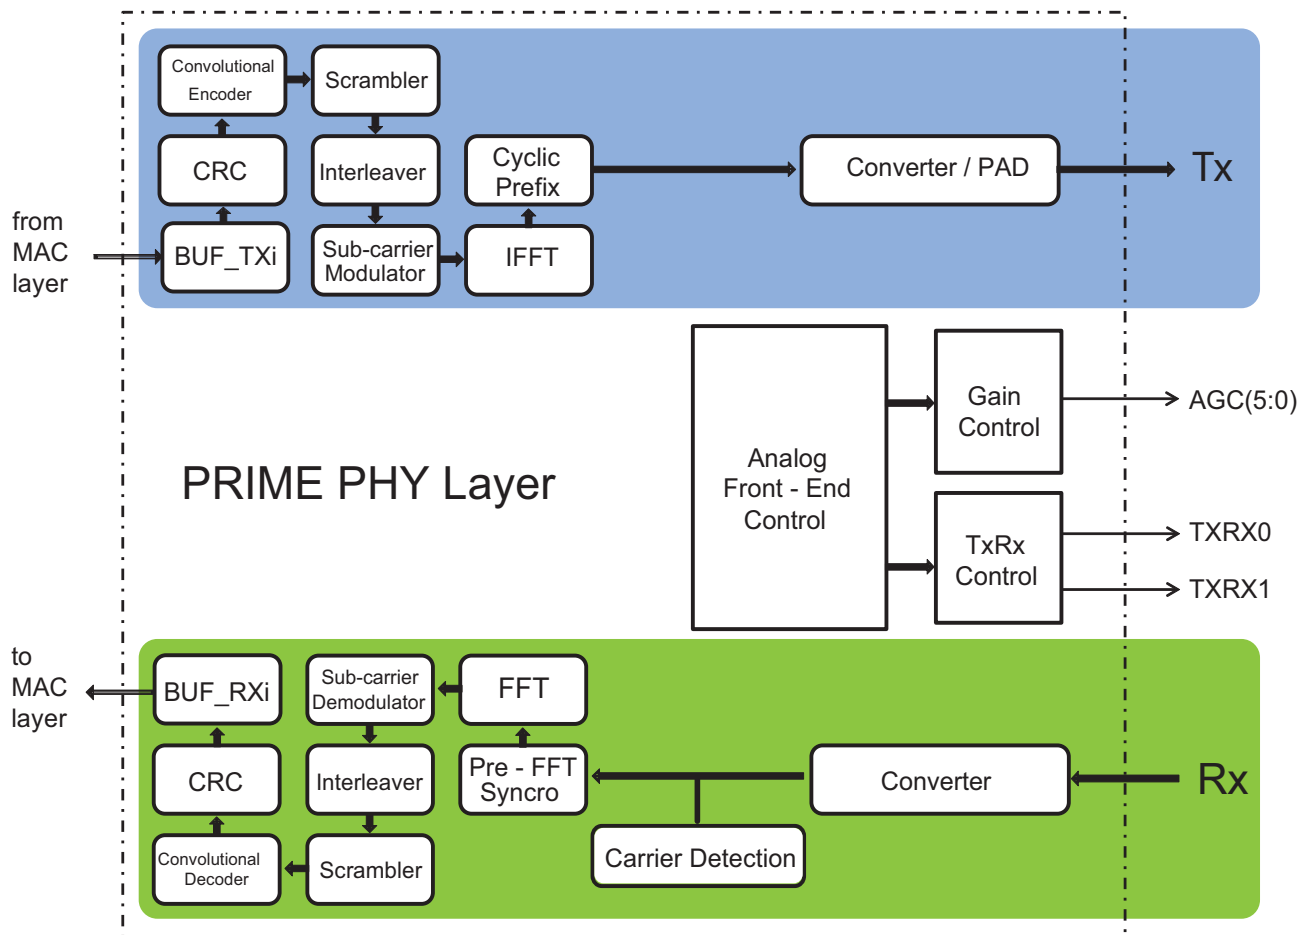 Convolutional
Encoder
Scrambler
CRC
Interleaver
Cyclic
Prefix
Converter / PAD
Tx
from
MAC
layer
BUF_TXi
Sub-carrier
Modulator
IFFT
Gain
Control
AGC(5:0)
PRIME PHY Layer
Analog
Front - End
Control
TxRx
Control
TXRX0
TXRX1
to
MAC
layer
BUF_RXi
Sub-carrier
Demodulator
FFT
CRC
Interleaver
Pre - FFT
Syncro
Converter
Rx
Convolutional
Decoder
Scrambler
Carrier Detection